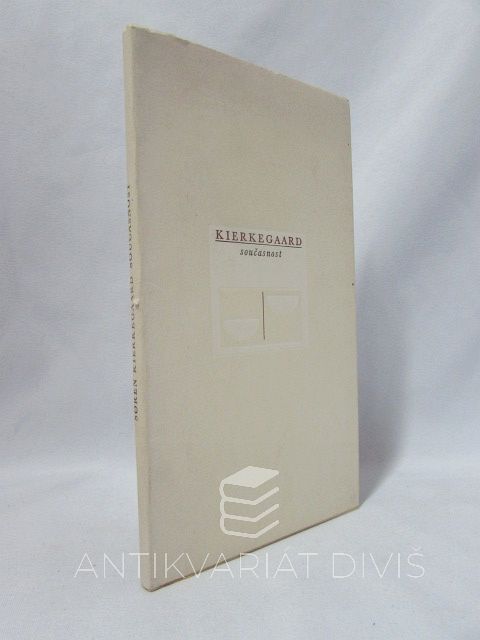 KIERKEGAARD
současnost
SØREN KIERKEGAARD SOUČASNOST
ANTIKVARIÁT DIVIŠ